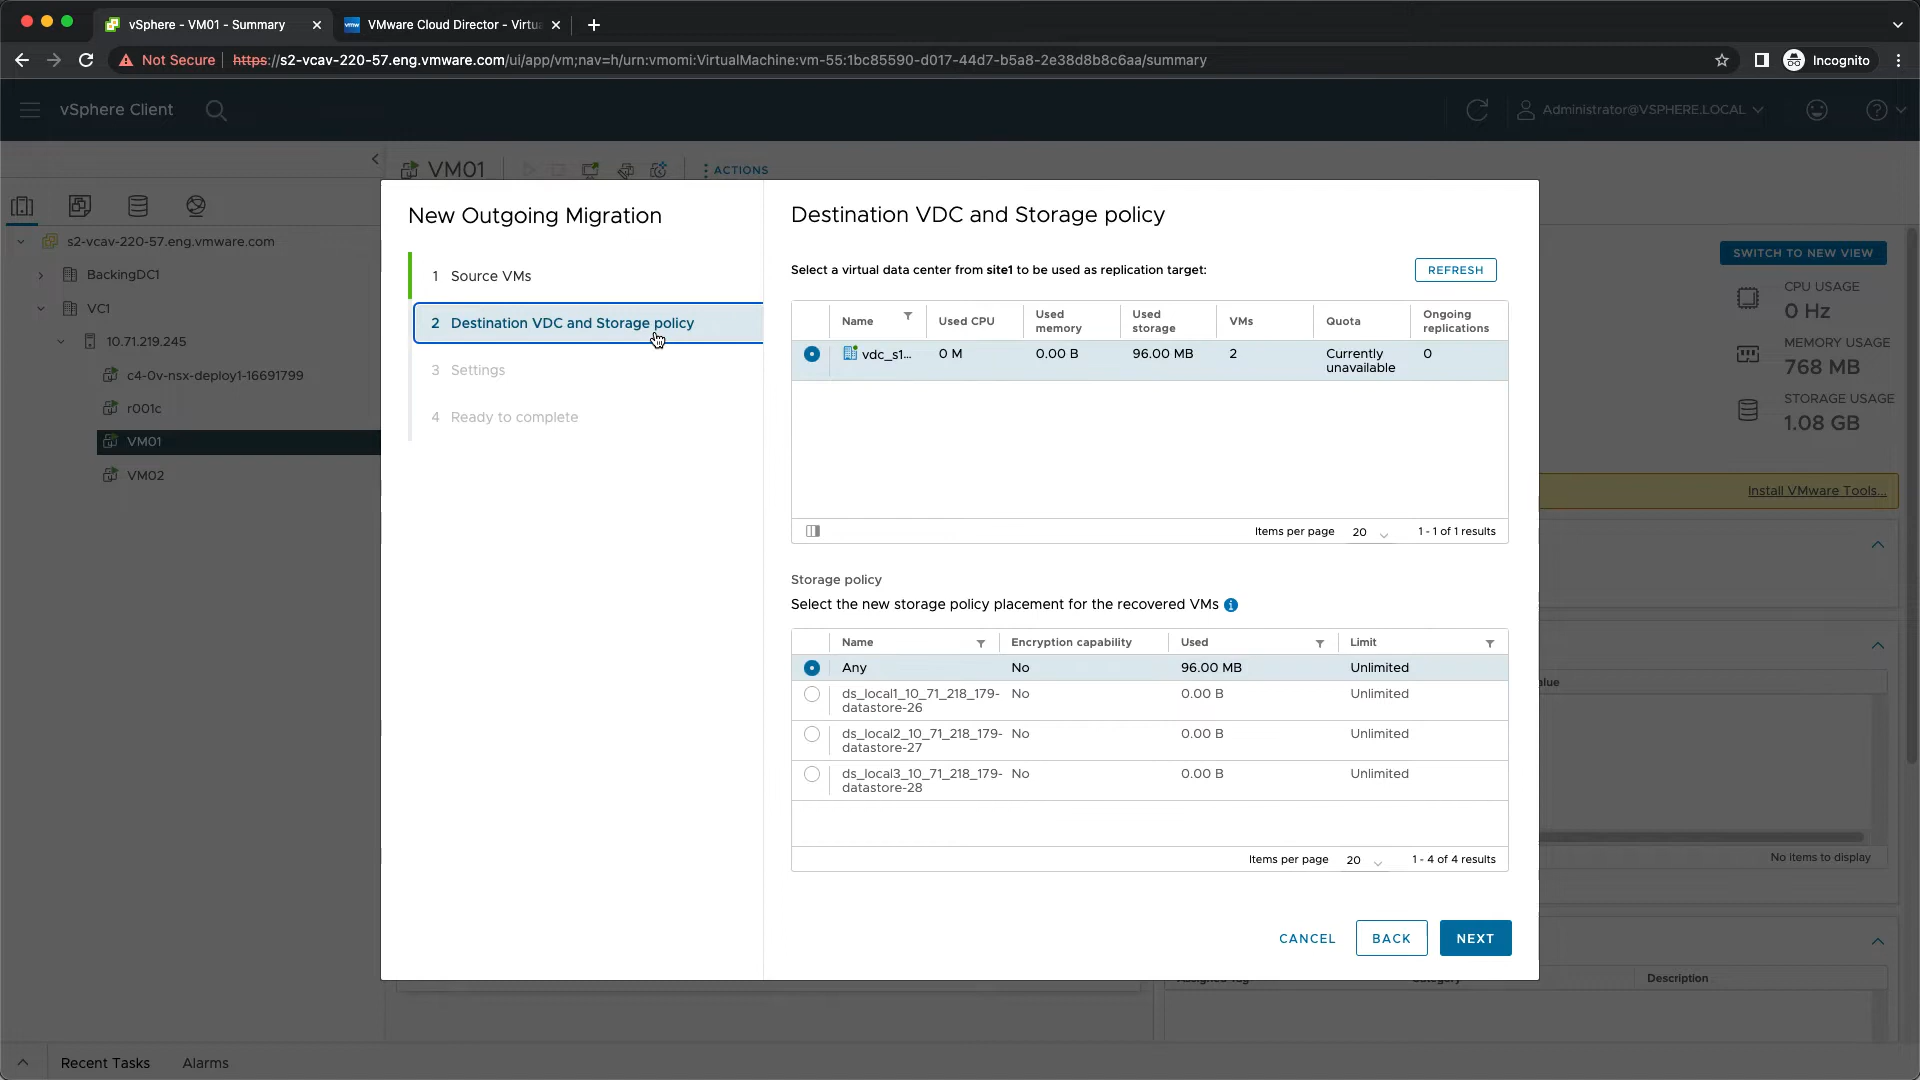 vSphere - VM01 - Summary
VMware Cloud Director - Virtu
Not Secure
https://s2-vcav-220-57.eng.vmware.com/ui/app/vm;nav=h/urn:vmomi:VirtualMachine:vm-55:1bc85590-d017-44d7-b5a8-2e38d8b8c6aa/summary
Incognito
vSphere Client
Administrator@VSPHERE.LOCAL
VM01
ACTIONS
s2-vcav-220-57.eng.vmware.com
BackingDC1
VC1
10.71.219.245
c4-0v-nsx-deploy1-16691799
r001c
VM01
VM02
New Outgoing Migration
1 Source VMs
2 Destination VDC and Storage policy
3 Settings
4 Ready to complete
Destination VDC and Storage policy
Select a virtual data center from site1 to be used as replication target:
REFRESH
Name Used CPU Used memory Used storage VMs Quota Ongoing replications
vdc_s1... 0 M 0.00 B 96.00 MB 2 Currently unavailable 0
Items per page 20 1 - 1 of 1 results
Storage policy
Select the new storage policy placement for the recovered VMs
Name Encryption capability Used Limit
Any No 96.00 MB Unlimited
ds_local1_10_71_218_179-datastore-26 No 0.00 B Unlimited
ds_local2_10_71_218_179-datastore-27 No 0.00 B Unlimited
ds_local3_10_71_218_179-datastore-28 No 0.00 B Unlimited
Items per page 20 1 - 4 of 4 results
CANCEL BACK NEXT
SWITCH TO NEW VIEW
CPU USAGE
0 Hz
MEMORY USAGE
768 MB
STORAGE USAGE
1.08 GB
Install VMware Tools...
alue
No items to display
Description
Recent Tasks Alarms